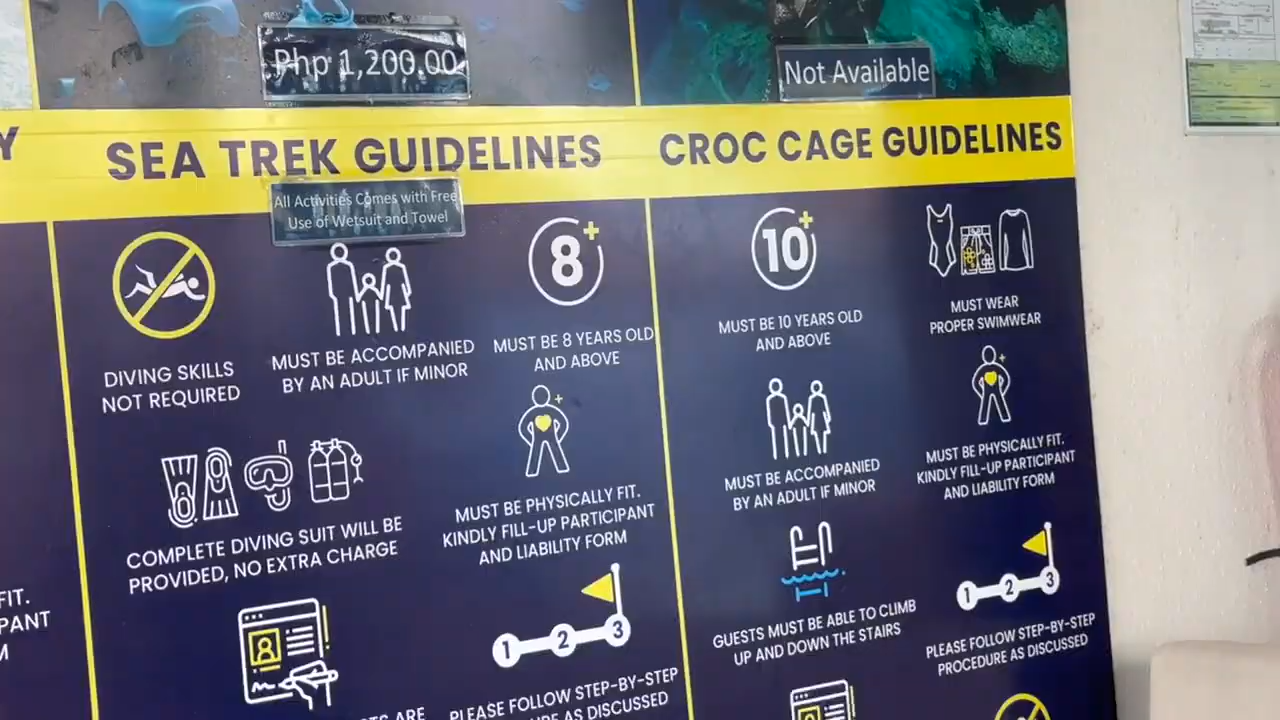 Php 1,200.00
Not Available
Y
SEA TREK GUIDELINES
CROC CAGE GUIDELINES
All Activities Comes with Free
Use of Wetsuit and Towel
DIVING SKILLS
NOT REQUIRED
MUST BE ACCOMPANIED
BY AN ADULT IF MINOR
8+
MUST BE 8 YEARS OLD
AND ABOVE
COMPLETE DIVING SUIT WILL BE
PROVIDED, NO EXTRA CHARGE
MUST BE PHYSICALLY FIT.
KINDLY FILL-UP PARTICIPANT
AND LIABILITY FORM
1 2 3
PLEASE FOLLOW STEP-BY-STEP
URE AS DISCUSSED
TS ARE
10+
MUST BE 10 YEARS OLD
AND ABOVE
MUST WEAR
PROPER SWIMWEAR
MUST BE ACCOMPANIED
BY AN ADULT IF MINOR
MUST BE PHYSICALLY FIT.
KINDLY FILL-UP PARTICIPANT
AND LIABILITY FORM
GUESTS MUST BE ABLE TO CLIMB
UP AND DOWN THE STAIRS
1 2 3
PLEASE FOLLOW STEP-BY-STEP
PROCEDURE AS DISCUSSED
FIT.
PANT
M